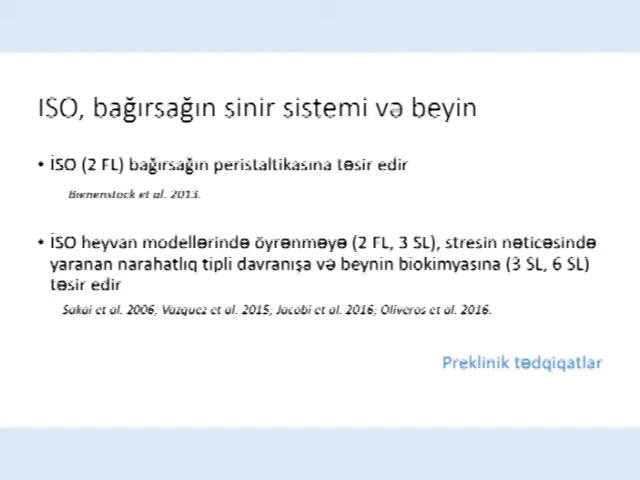 ISO, bağırsağın sinir sistemi və beyin
• İSO (2 FL) bağırsağın peristaltikasına təsir edir
Bienenstock et al. 2013.
• İSO heyvan modellərində öyrənməyə (2 FL, 3 SL), stresin nəticəsində
yaranan narahatlıq tipli davranışa və beynin biokimyasına (3 SL, 6 SL)
təsir edir
Sakai et al. 2006; Vazquez et al. 2015; Jacobi et al. 2016; Oliveros et al. 2016.
Preklinik tədqiqatlar